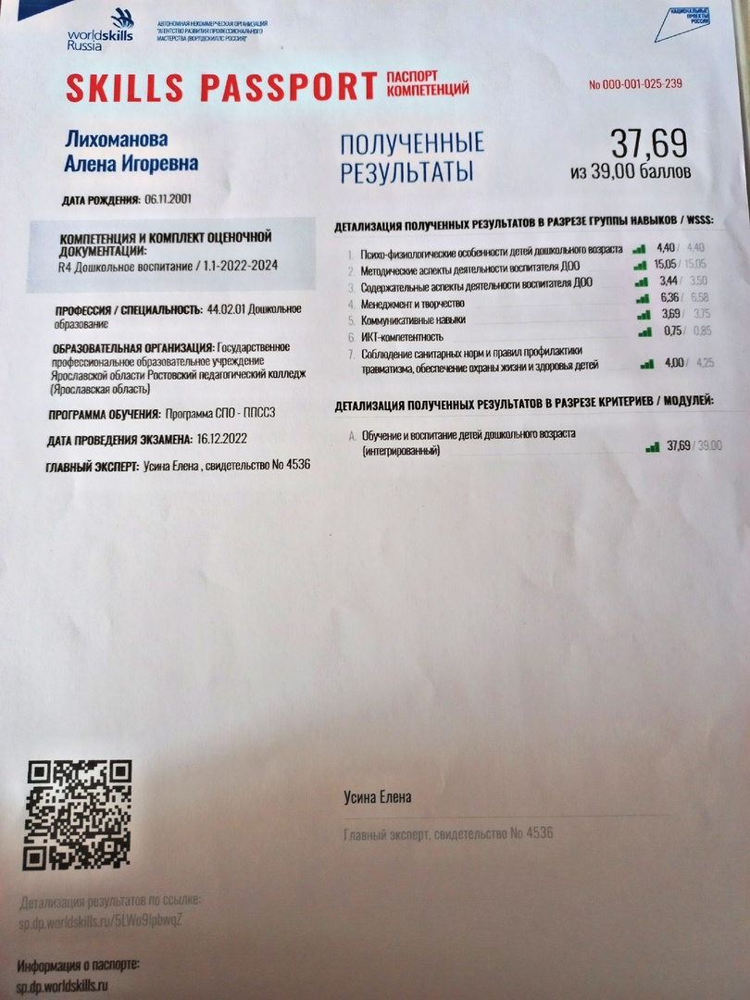 worldskills
Russia
АВТОНОМНАЯ НЕКОММЕРЧЕСКАЯ ОРГАНИЗАЦИЯ
"АГЕНТСТВО РАЗВИТИЯ ПРОФЕССИОНАЛЬНОГО
МАСТЕРСТВА (ВОРЛДСКИЛЛС РОССИЯ)"
НАЦИОНАЛЬНЫЕ
ПРОЕКТЫ
РОССИИ
SKILLS PASSPORT
ПАСПОРТ
КОМПЕТЕНЦИЙ
No 000-001-025-239
Лихоманова
Алена Игоревна
ДАТА РОЖДЕНИЯ: 06.11.2001
КОМПЕТЕНЦИЯ И КОМПЛЕКТ ОЦЕНОЧНОЙ
ДОКУМЕНТАЦИИ:
R4 Дошкольное воспитание / 1.1-2022-2024
ПРОФЕССИЯ / СПЕЦИАЛЬНОСТЬ: 44.02.01 Дошкольное
образование
ОБРАЗОВАТЕЛЬНАЯ ОРГАНИЗАЦИЯ: Государственное
профессиональное образовательное учреждение
Ярославской области Ростовский педагогический колледж
(Ярославская область)
ПРОГРАММА ОБУЧЕНИЯ: Программа СПО - ППССЗ
ДАТА ПРОВЕДЕНИЯ ЭКЗАМЕНА: 16.12.2022
ГЛАВНЫЙ ЭКСПЕРТ: Усина Елена , свидетельство No 4536
ПОЛУЧЕННЫЕ
РЕЗУЛЬТАТЫ
37,69
из 39,00 баллов
ДЕТАЛИЗАЦИЯ ПОЛУЧЕННЫХ РЕЗУЛЬТАТОВ В РАЗРЕЗЕ ГРУППЫ НАВЫКОВ / WSSS:
1. Психо-физиологические особенности детей дошкольного возраста 4,40 / 4,40
2. Методические аспекты деятельности воспитателя ДОО 15,05 / 15,05
3. Содержательные аспекты деятельности воспитателя ДОО 3,44 / 3,50
4. Менеджмент и творчество 6,36 / 6,58
5. Коммуникативные навыки 3,69 / 3,75
6. ИКТ-компетентность 0,75 / 0,85
7. Соблюдение санитарных норм и правил профилактики
травматизма, обеспечение охраны жизни и здоровья детей 4,00 / 4,25
ДЕТАЛИЗАЦИЯ ПОЛУЧЕННЫХ РЕЗУЛЬТАТОВ В РАЗРЕЗЕ КРИТЕРИЕВ / МОДУЛЕЙ:
A. Обучение и воспитание детей дошкольного возраста
(интегрированный) 37,69 / 39,00
Усина Елена
Главный эксперт, свидетельство No 4536
Детализация результатов по ссылке:
sp.dp.worldskills.ru/5LWa9IpbwqZ
Информация о паспорте:
sp.dp.worldskills.ru